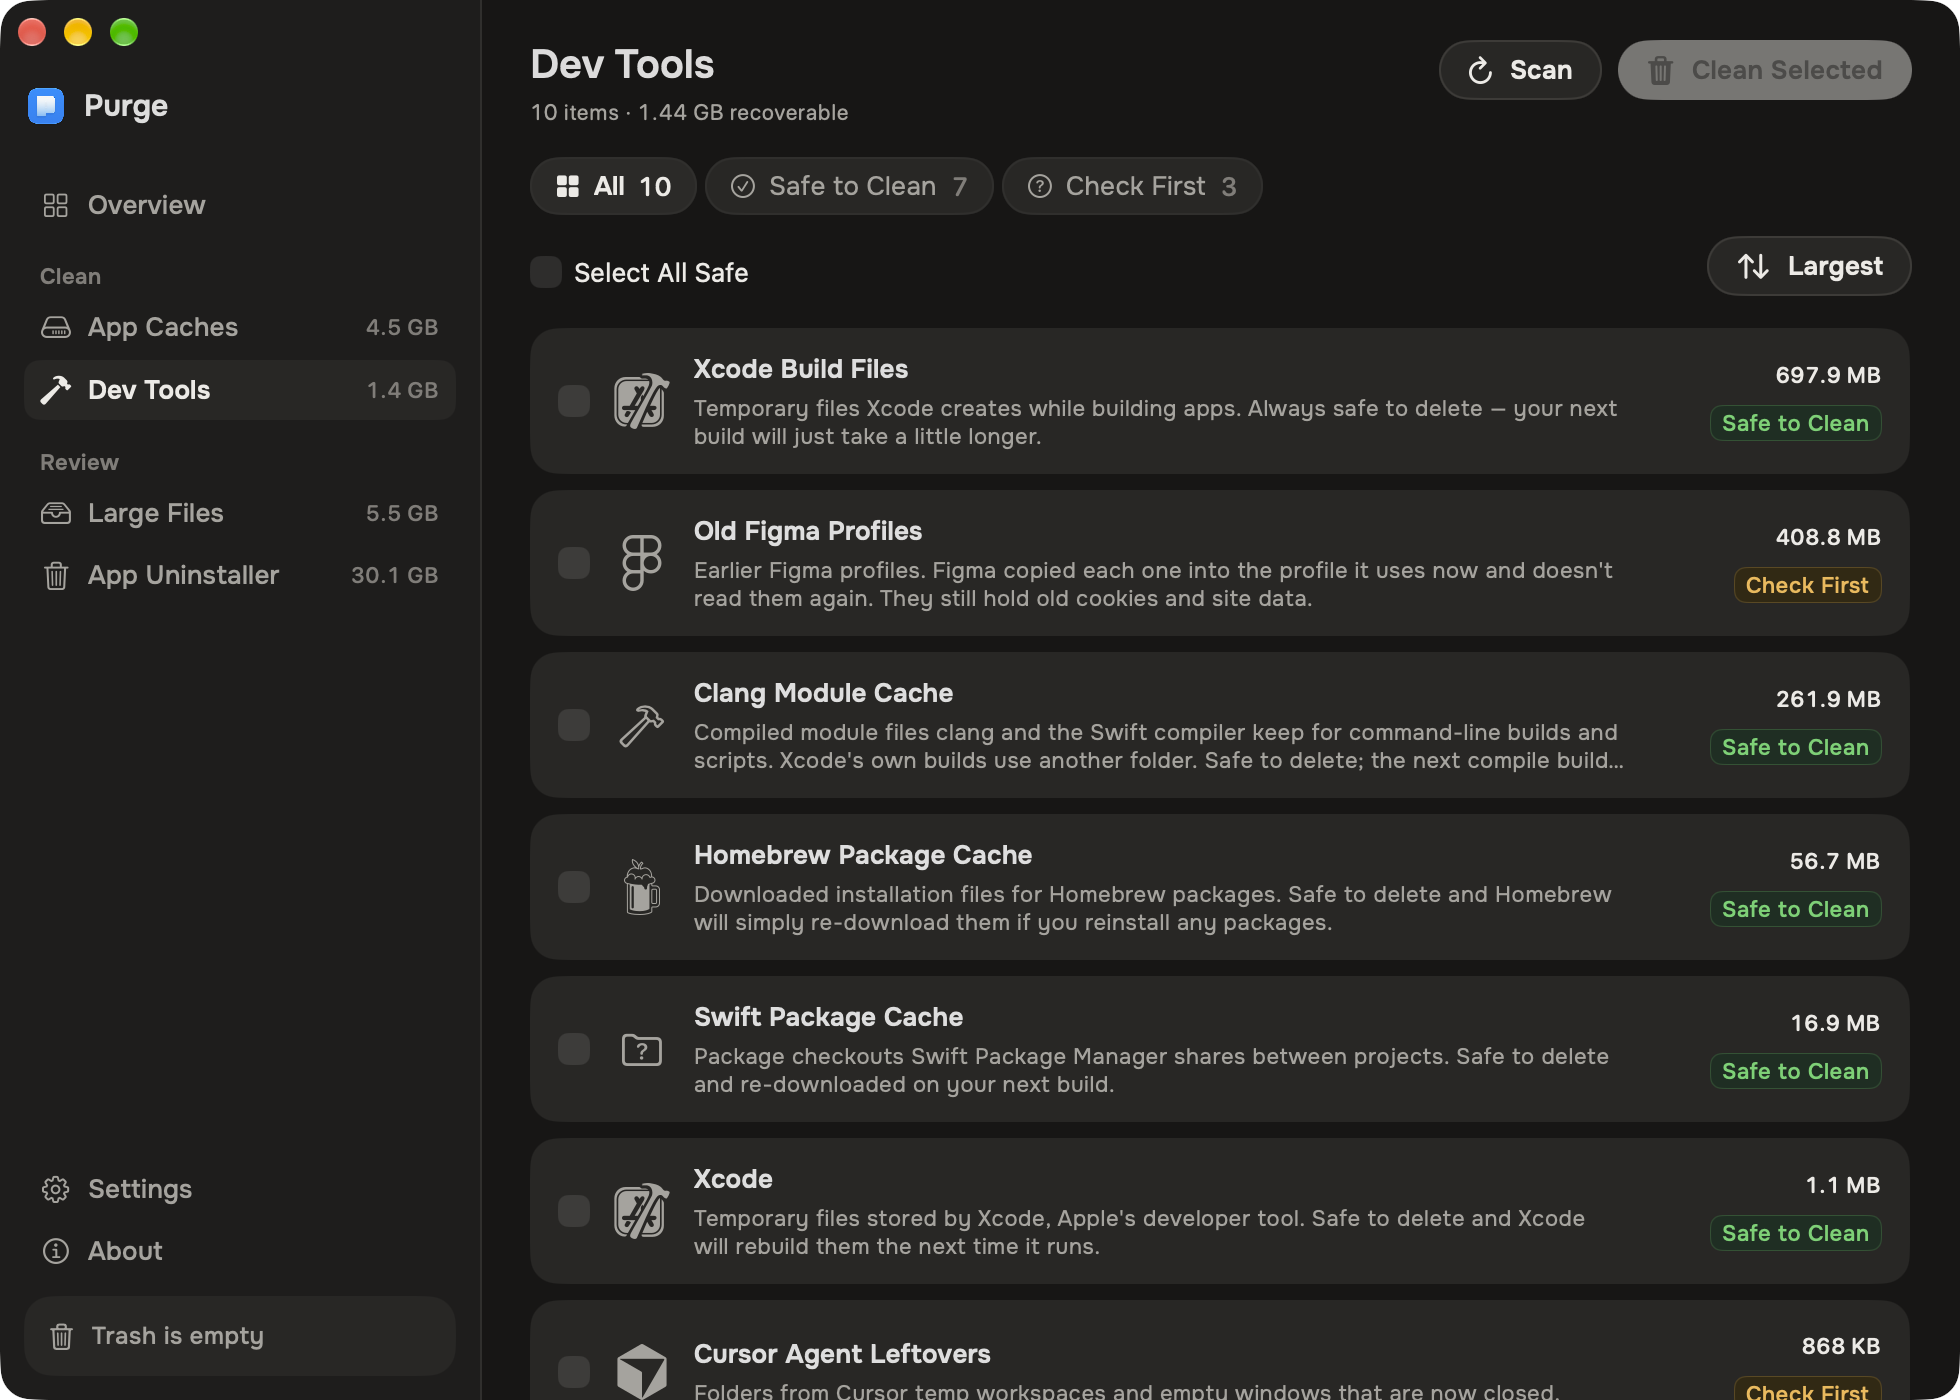 Purge
Overview
Clean
App Caches 4.5 GB
Dev Tools 1.4 GB
Review
Large Files 5.5 GB
App Uninstaller 30.1 GB
Settings
About
Trash is empty
Dev Tools
10 items · 1.44 GB recoverable
Scan
Clean Selected
All 10
Safe to Clean 7
Check First 3
Select All Safe
Largest
Xcode Build Files
Temporary files Xcode creates while building apps. Always safe to delete — your next
build will just take a little longer.
697.9 MB
Safe to Clean
Old Figma Profiles
Earlier Figma profiles. Figma copied each one into the profile it uses now and doesn't
read them again. They still hold old cookies and site data.
408.8 MB
Check First
Clang Module Cache
Compiled module files clang and the Swift compiler keep for command-line builds and
scripts. Xcode's own builds use another folder. Safe to delete; the next compile build...
261.9 MB
Safe to Clean
Homebrew Package Cache
Downloaded installation files for Homebrew packages. Safe to delete and Homebrew
will simply re-download them if you reinstall any packages.
56.7 MB
Safe to Clean
Swift Package Cache
Package checkouts Swift Package Manager shares between projects. Safe to delete
and re-downloaded on your next build.
16.9 MB
Safe to Clean
Xcode
Temporary files stored by Xcode, Apple's developer tool. Safe to delete and Xcode
will rebuild them the next time it runs.
1.1 MB
Safe to Clean
Cursor Agent Leftovers
Folders from Cursor temp workspaces and empty windows that are now closed.
868 KB
Check First